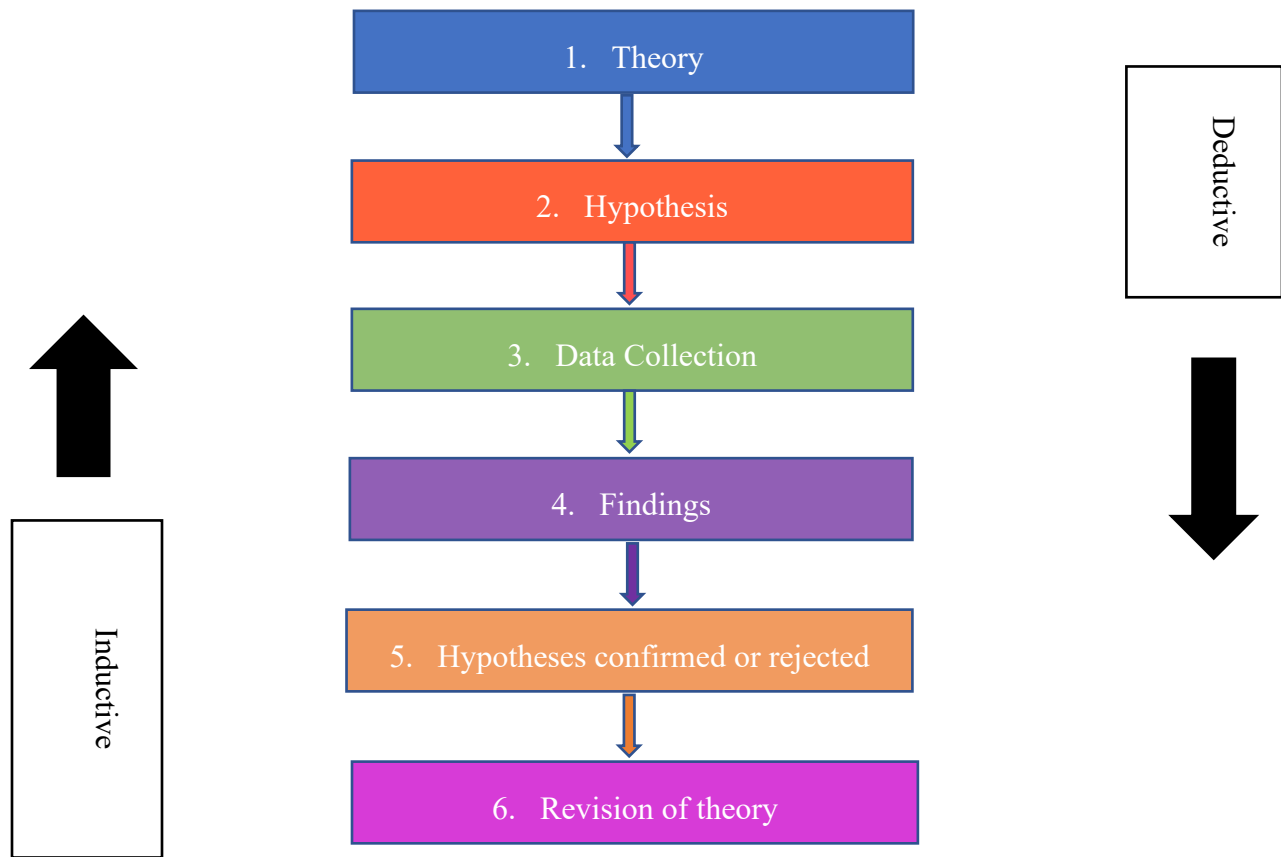 1. Theory
Deductive
2. Hypothesis
3. Data Collection
4. Findings
Inductive
5. Hypotheses confirmed or rejected
6. Revision of theory